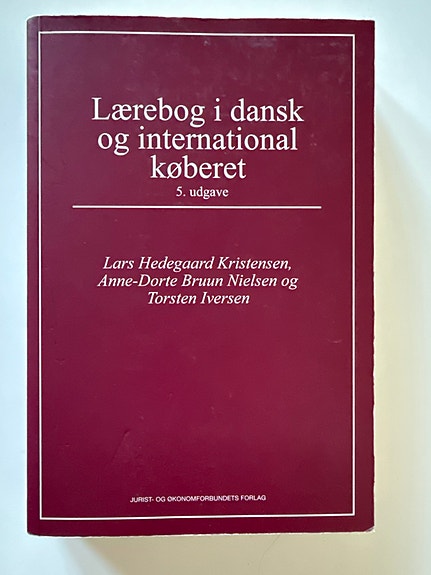 Lærebog i dansk
og international
køberet
5. udgave
Lars Hedegaard Kristensen,
Anne-Dorte Bruun Nielsen og
Torsten Iversen
JURIST- OG ØKONOMFORBUNDETS FORLAG